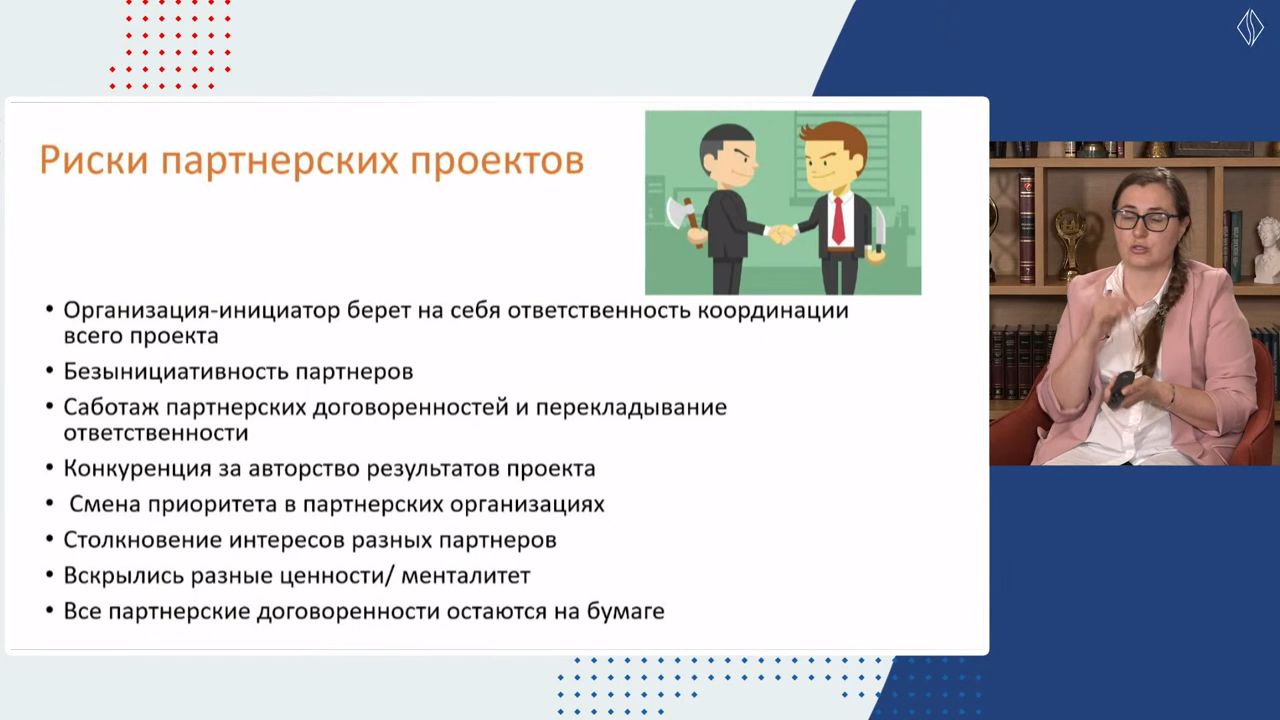 Риски партнерских проектов
• Организация-инициатор берет на себя ответственность координации
всего проекта
• Безынициативность партнеров
• Саботаж партнерских договоренностей и перекладывание
ответственности
• Конкуренция за авторство результатов проекта
• Смена приоритета в партнерских организациях
• Столкновение интересов разных партнеров
• Вскрылись разные ценности/ менталитет
• Все партнерские договоренности остаются на бумаге